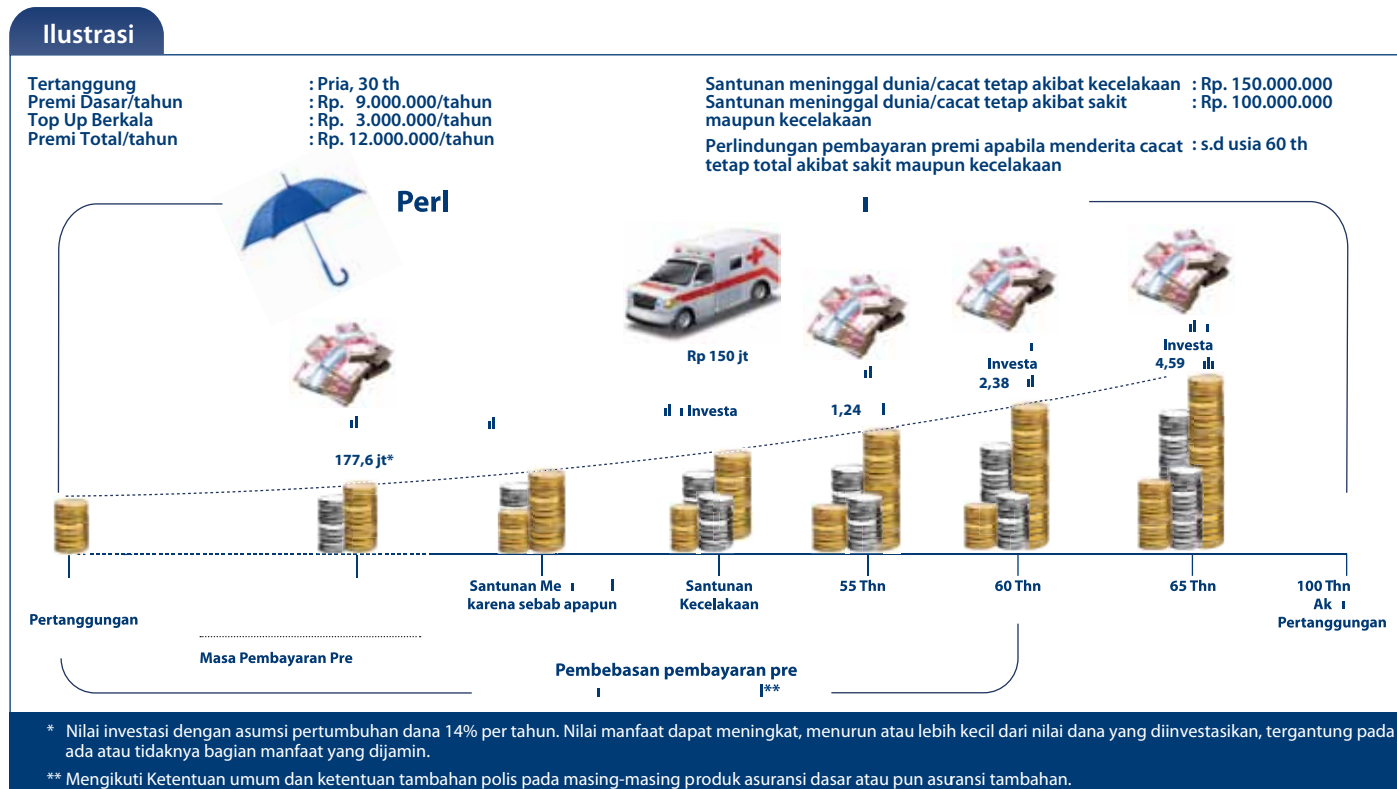 Ilustrasi
Tertanggung : Pria, 30 th
Premi Dasar/tahun : Rp. 9.000.000/tahun
Top Up Berkala : Rp. 3.000.000/tahun
Premi Total/tahun : Rp. 12.000.000/tahun
Santunan meninggal dunia/cacat tetap akibat kecelakaan : Rp. 150.000.000
Santunan meninggal dunia/cacat tetap akibat sakit : Rp. 100.000.000
maupun kecelakaan
Perlindungan pembayaran premi apabila menderita cacat : s.d usia 60 th
tetap total akibat sakit maupun kecelakaan
Perl
Rp 150 jt
Investa
4,59
Investa
2,38
1,24
Investa
177,6 jt*
Pertanggungan
Santunan Me
karena sebab apapun
Santunan
Kecelakaan
55 Thn
60 Thn
65 Thn
100 Thn
Ak
Pertanggungan
Masa Pembayaran Pre
Pembebasan pembayaran pre
**
* Nilai investasi dengan asumsi pertumbuhan dana 14% per tahun. Nilai manfaat dapat meningkat, menurun atau lebih kecil dari nilai dana yang diinvestasikan, tergantung pada
ada atau tidaknya bagian manfaat yang dijamin.
** Mengikuti Ketentuan umum dan ketentuan tambahan polis pada masing-masing produk asuransi dasar atau pun asuransi tambahan.